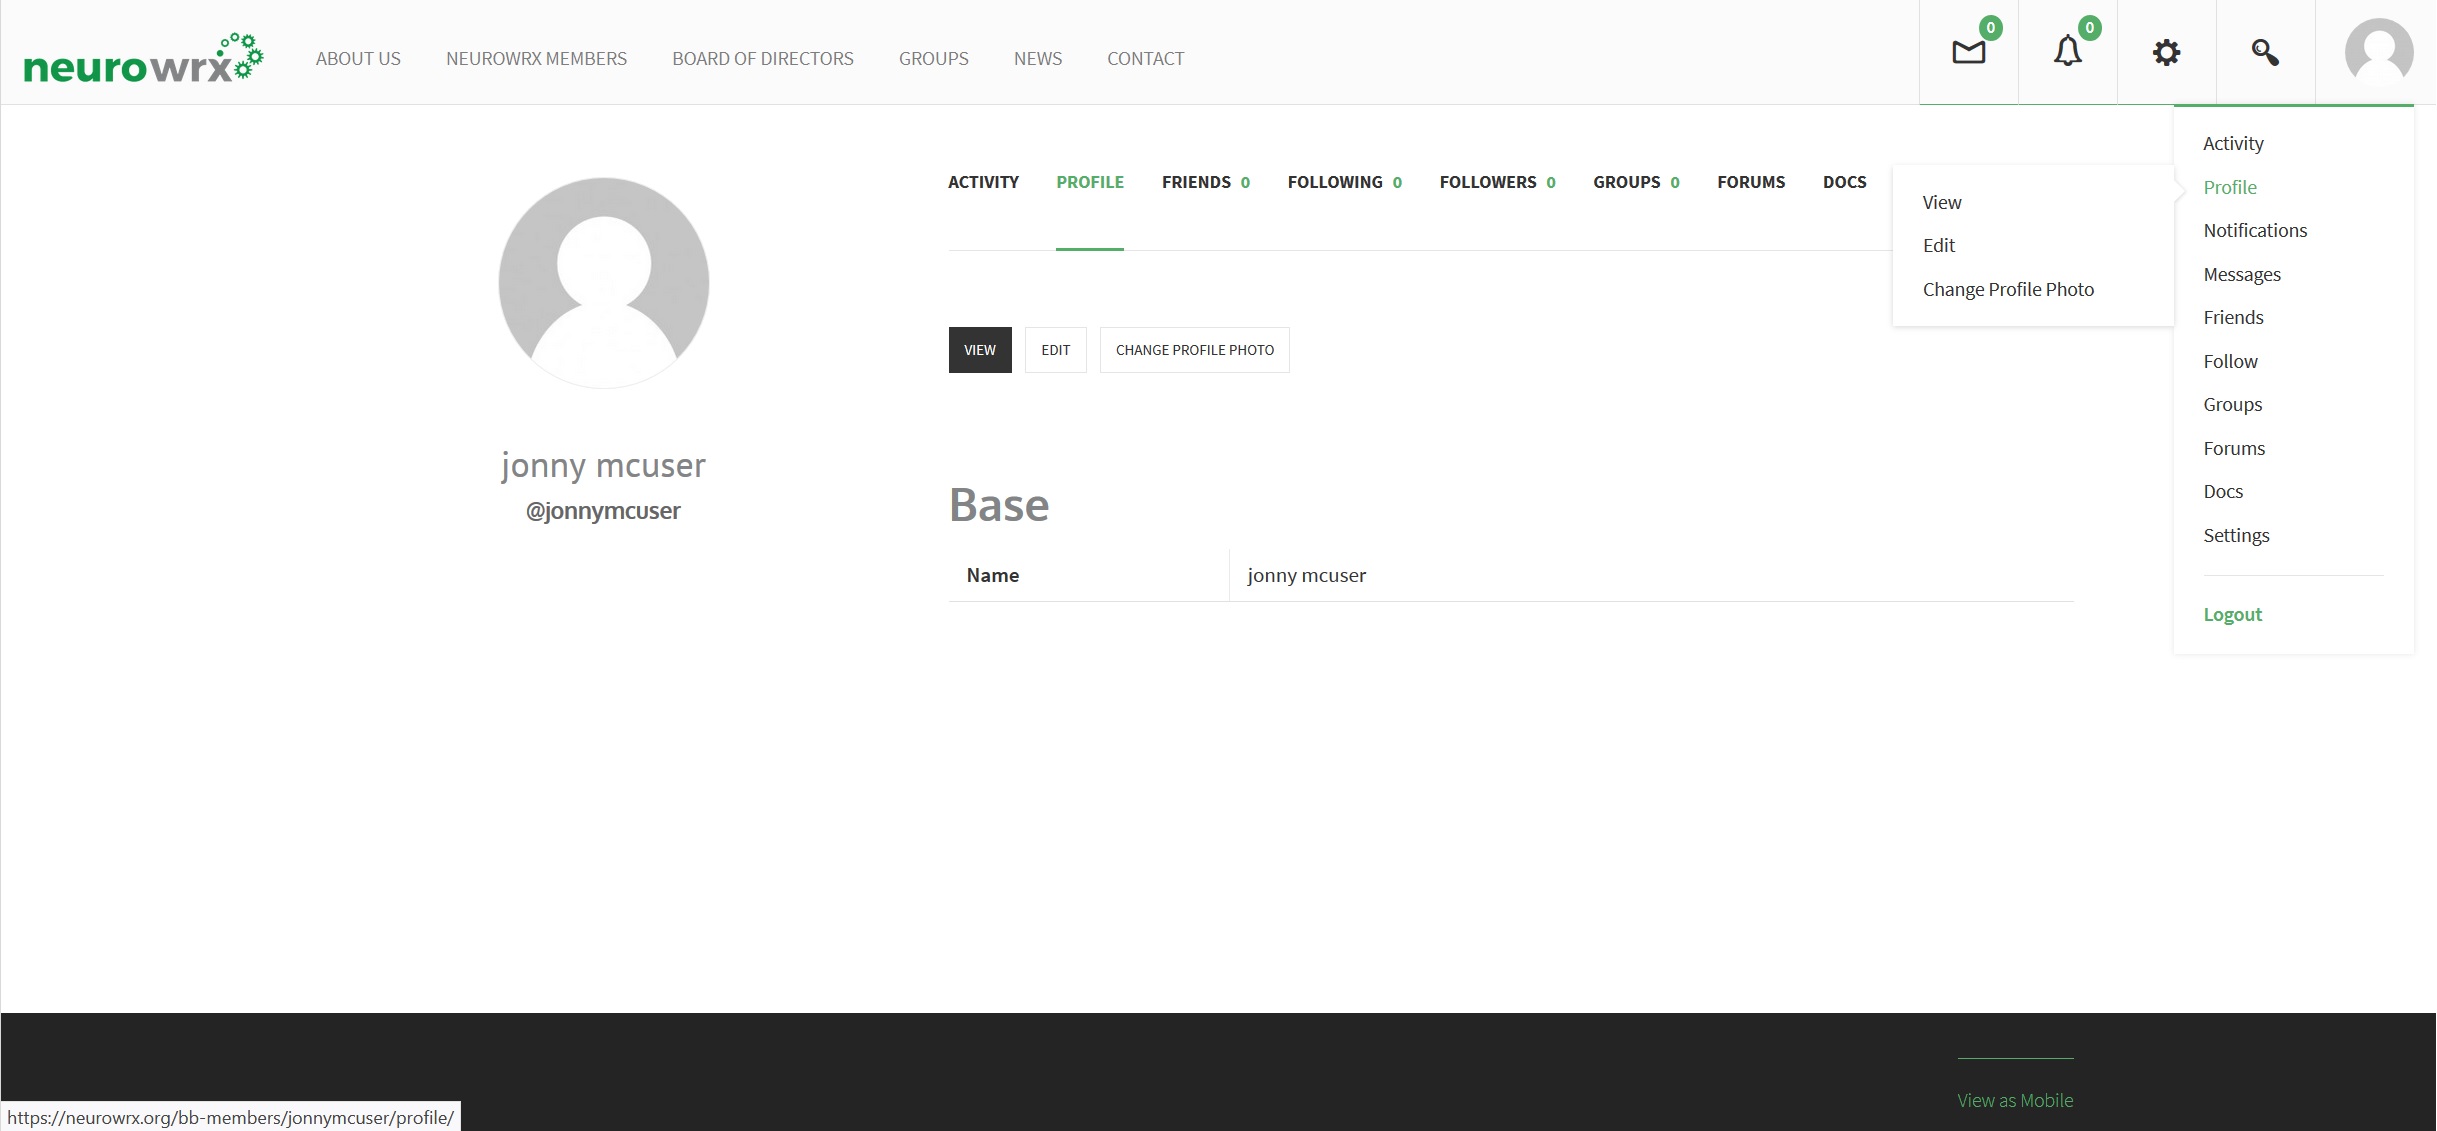 neurowrx ABOUT US NEUROWRX MEMBERS BOARD OF DIRECTORS GROUPS NEWS CONTACT 0 0
ACTIVITY PROFILE FRIENDS 0 FOLLOWING 0 FOLLOWERS 0 GROUPS 0 FORUMS DOCS
VIEW EDIT CHANGE PROFILE PHOTO
jonny mcuser
@jonnymcuser
Base
Name jonny mcuser
View
Edit
Change Profile Photo
Activity
Profile
Notifications
Messages
Friends
Follow
Groups
Forums
Docs
Settings
Logout
View as Mobile
https://neurowrx.org/bb-members/jonnymcuser/profile/